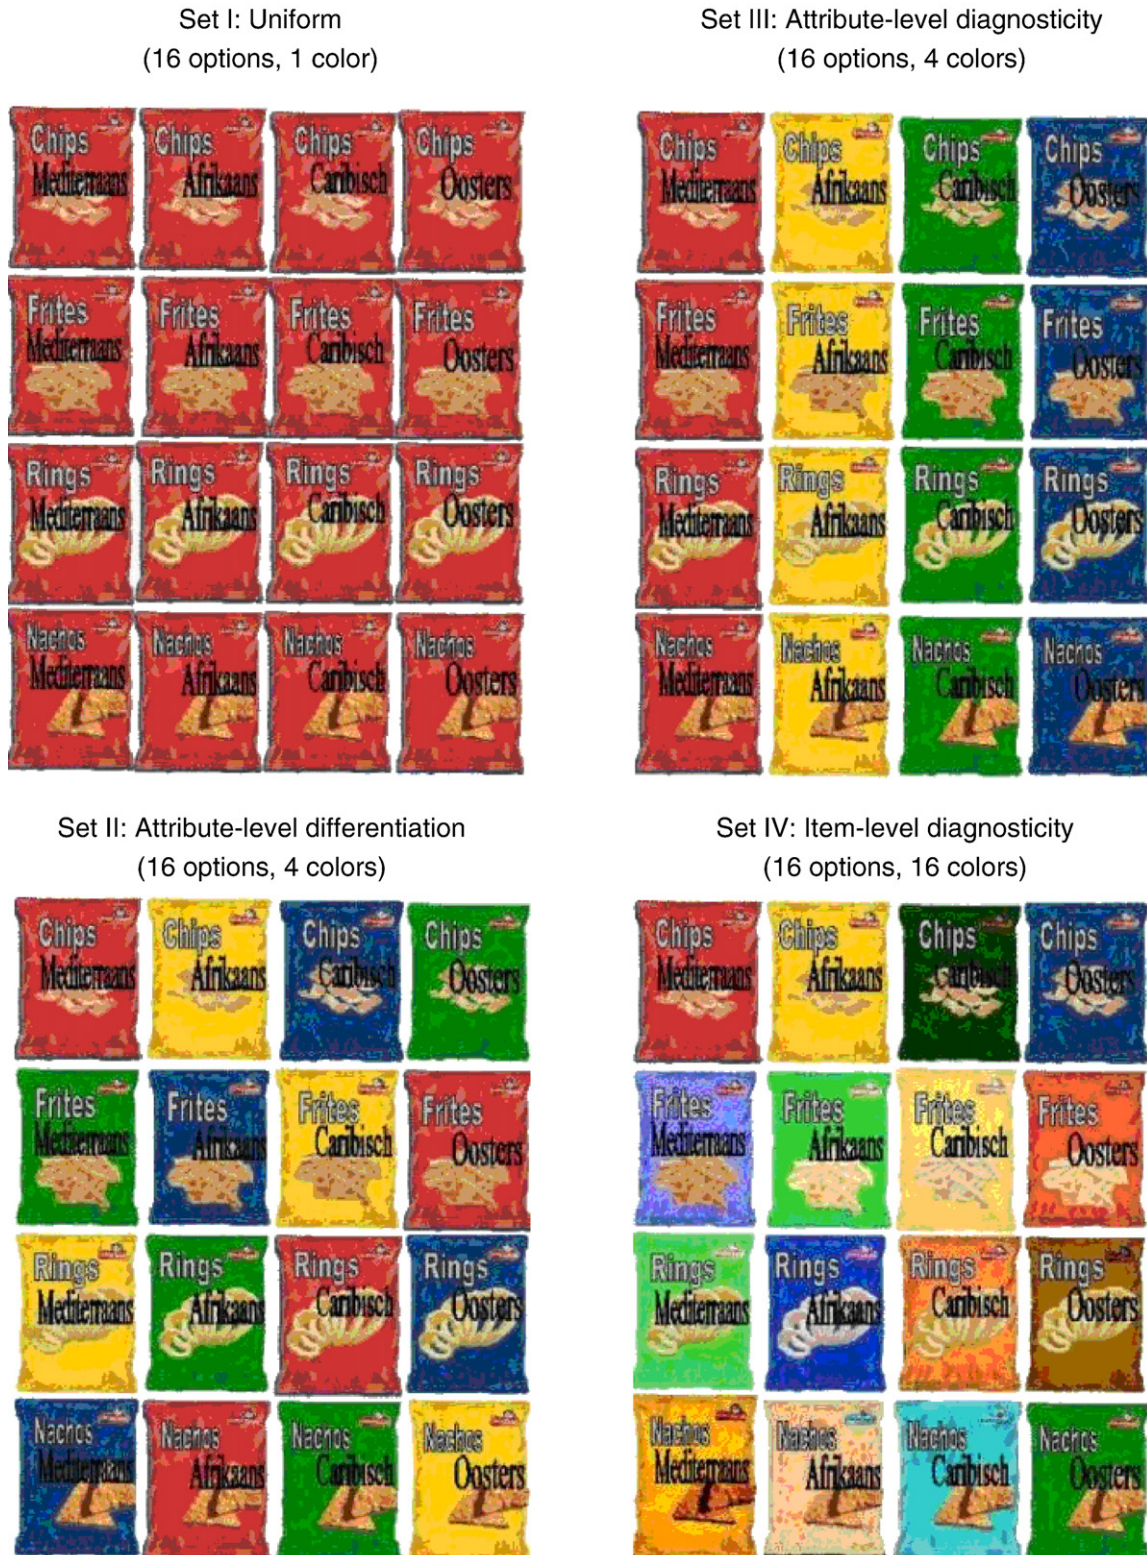 Set I: Uniform
(16 options, 1 color)
Chips Chips Chips Chips
Mediterraans Afrikaans Caribisch Oosters
Frites Frites Frites Frites
Mediterraans Afrikaans Caribisch Oosters
Rings Rings Rings Rings
Mediterraans Afrikaans Caribisch Oosters
Nachos Nachos Nachos Nachos
Mediterraans Afrikaans Caribisch Oosters
Set III: Attribute-level diagnosticity
(16 options, 4 colors)
Chips Chips Chips Chips
Mediterraans Afrikaans Caribisch Oosters
Frites Frites Frites Frites
Mediterraans Afrikaans Caribisch Oosters
Rings Rings Rings Rings
Mediterraans Afrikaans Caribisch Oosters
Nachos Nachos Nachos Nachos
Mediterraans Afrikaans Caribisch Oosters
Set II: Attribute-level differentiation
(16 options, 4 colors)
Chips Chips Chips Chips
Mediterraans Afrikaans Caribisch Oosters
Frites Frites Frites Frites
Mediterraans Afrikaans Caribisch Oosters
Rings Rings Rings Rings
Mediterraans Afrikaans Caribisch Oosters
Nachos Nachos Nachos Nachos
Mediterraans Afrikaans Caribisch Oosters
Set IV: Item-level diagnosticity
(16 options, 16 colors)
Chips Chips Chips Chips
Mediterraans Afrikaans Caribisch Oosters
Frites Frites Frites Frites
Mediterraans Afrikaans Caribisch Oosters
Rings Rings Rings Rings
Mediterraans Afrikaans Caribisch Oosters
Nachos Nachos Nachos Nachos
Mediterraans Afrikaans Caribisch Oosters